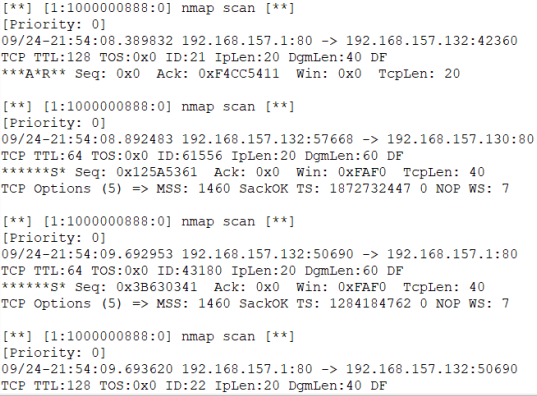 [**] [1:1000000888:0] nmap scan [**]
[Priority: 0]
09/24-21:54:08.389832 192.168.157.1:80 -> 192.168.157.132:42360
TCP TTL:128 TOS:0x0 ID:21 IpLen:20 DgmLen:40 DF
***A*R** Seq: 0x0  Ack: 0xF4CC5411  Win: 0x0  TcpLen: 20
[**] [1:1000000888:0] nmap scan [**]
[Priority: 0]
09/24-21:54:08.892483 192.168.157.132:57668 -> 192.168.157.130:80
TCP TTL:64 TOS:0x0 ID:61556 IpLen:20 DgmLen:60 DF
******S* Seq: 0x125A5361  Ack: 0x0  Win: 0xFAF0  TcpLen: 40
TCP Options (5) => MSS: 1460 SackOK TS: 1872732447 0 NOP WS: 7
[**] [1:1000000888:0] nmap scan [**]
[Priority: 0]
09/24-21:54:09.692953 192.168.157.132:50690 -> 192.168.157.1:80
TCP TTL:64 TOS:0x0 ID:43180 IpLen:20 DgmLen:60 DF
******S* Seq: 0x3B630341  Ack: 0x0  Win: 0xFAF0  TcpLen: 40
TCP Options (5) => MSS: 1460 SackOK TS: 1284184762 0 NOP WS: 7
[**] [1:1000000888:0] nmap scan [**]
[Priority: 0]
09/24-21:54:09.693620 192.168.157.1:80 -> 192.168.157.132:50690
TCP TTL:128 TOS:0x0 ID:22 IpLen:20 DgmLen:40 DF